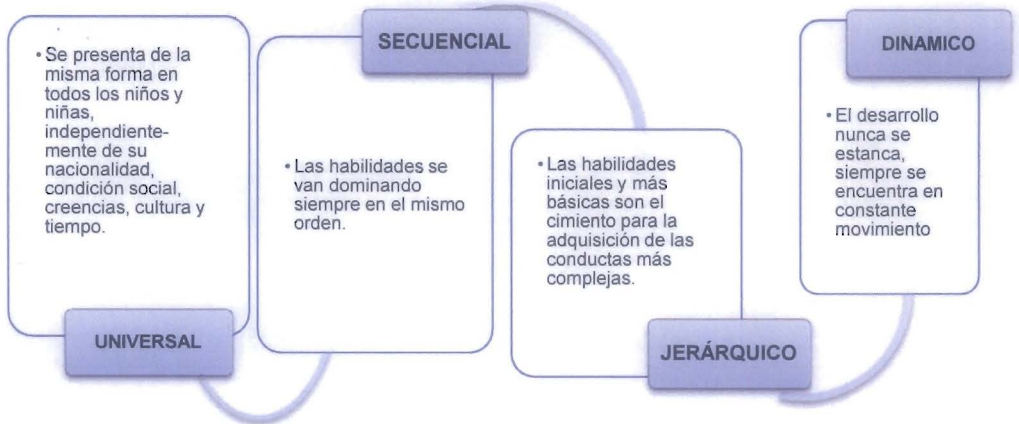 • Se presenta de la
misma forma en
todos los niños y
niñas,
independiente-
mente de su
nacionalidad,
condición social,
creencias, cultura y
tiempo.
UNIVERSAL
SECUENCIAL
• Las habilidades se
van dominando
siempre en el mismo
orden.
• Las habilidades
iniciales y más
básicas son el
cimiento para la
adquisición de las
conductas más
complejas.
JERÁRQUICO
DINAMICO
• El desarrollo
nunca se
estanca,
siempre se
encuentra en
constante
movimiento